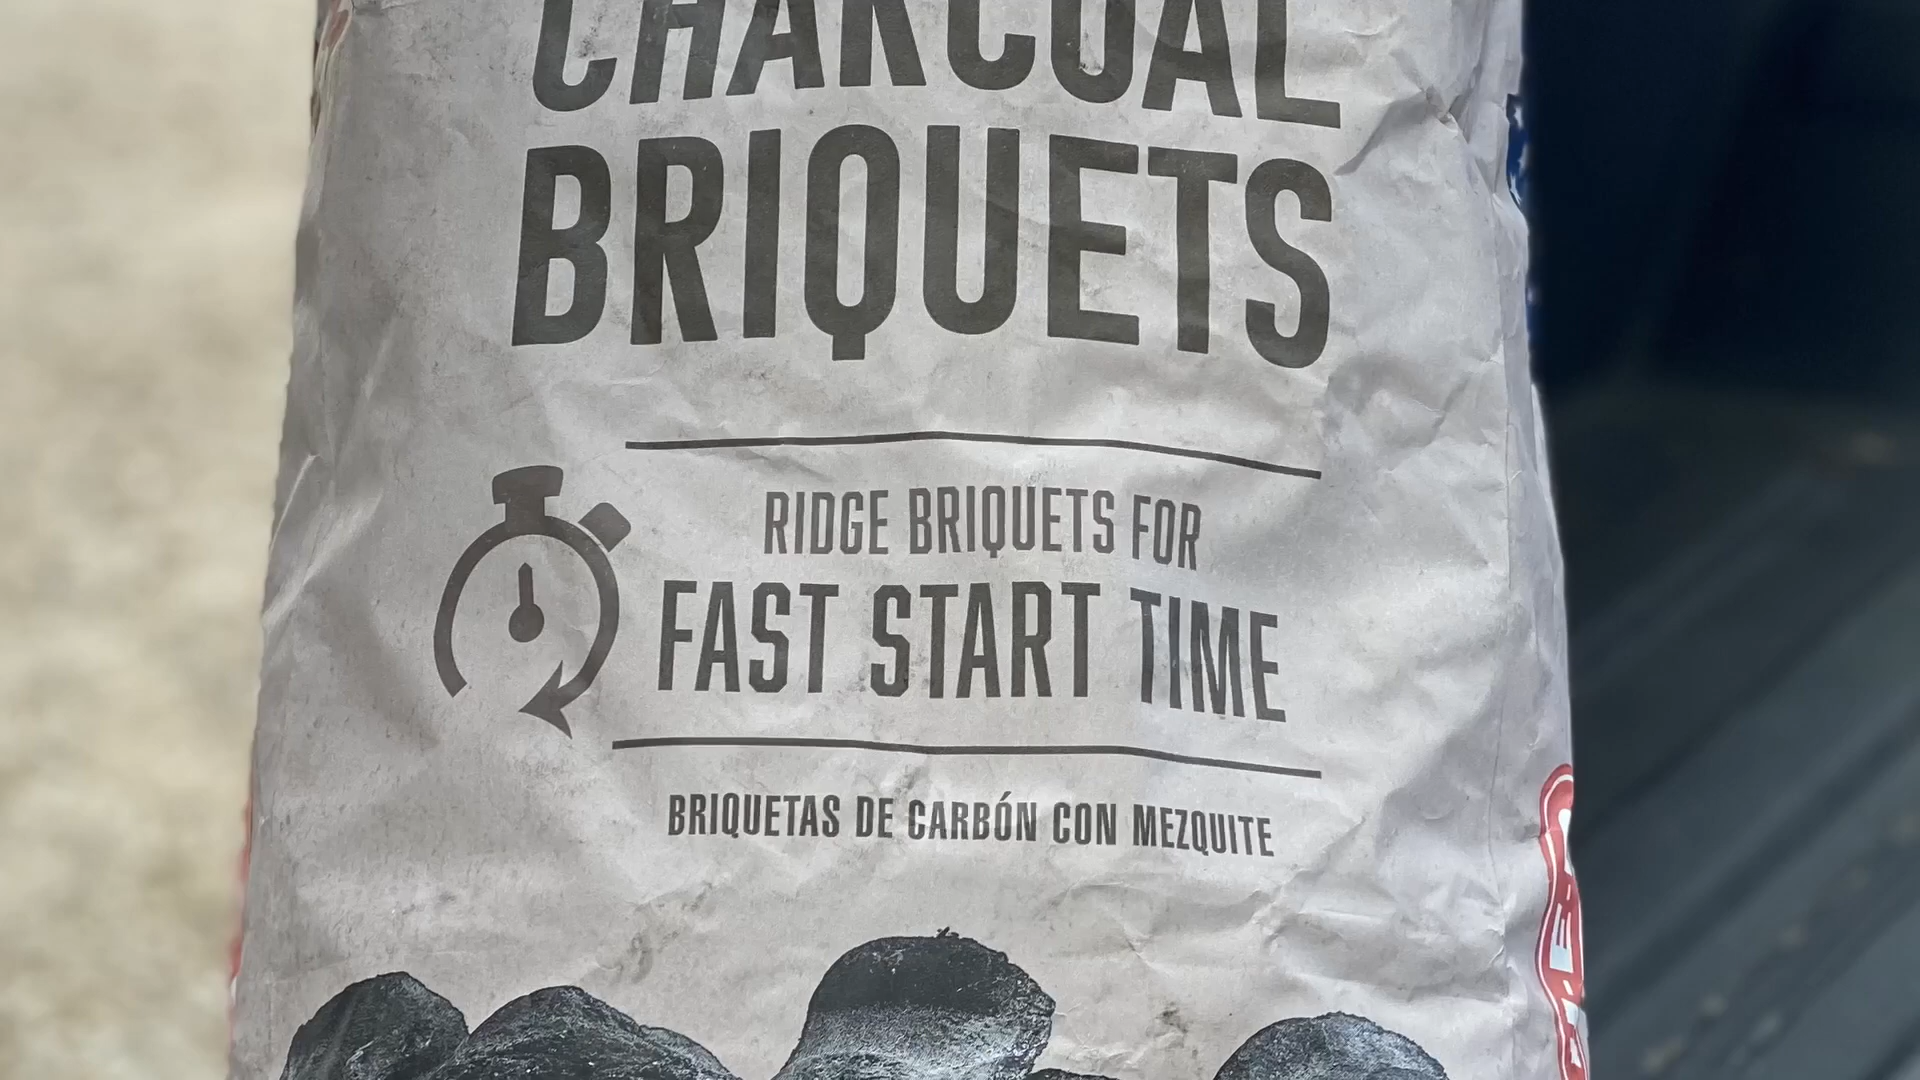 CHARCOAL
BRIQUETS
RIDGE BRIQUETS FOR
FAST START TIME
BRIQUETAS DE CARBÓN CON MEZQUITE